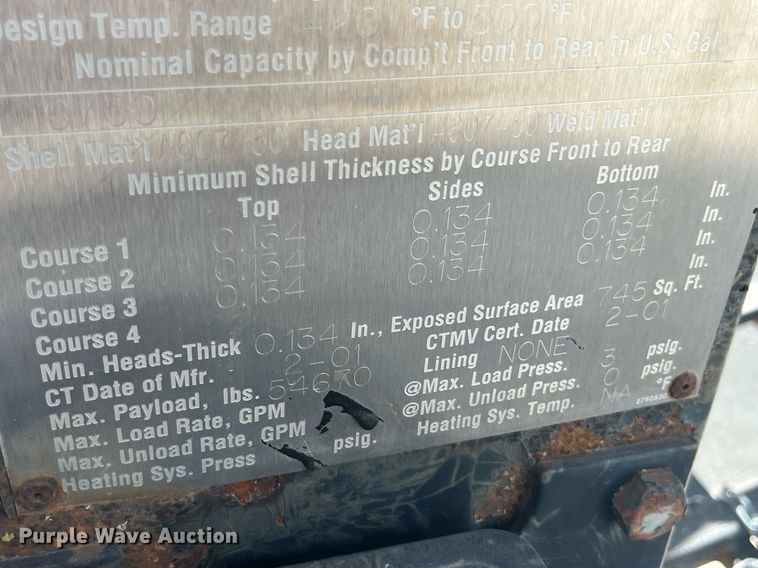 Design Temp. Range -20 °F to 500 °F
Nominal Capacity by Comp't Front to Rear in U.S. Gal.
Shell Mat'l A607-50 Head Mat'l A607-50 Weld Mat'l
Minimum Shell Thickness by Course Front to Rear
Top Sides Bottom
Course 1 0.134 0.134 0.134 In.
Course 2 0.134 0.134 0.134 In.
Course 3 0.134 0.134 0.134 In.
Course 4
Min. Heads-Thick 0.134 In., Exposed Surface Area 745 Sq. Ft.
CT Date of Mfr. 2-01 CTMV Cert. Date 2-01
Max. Payload, lbs. 54670 Lining NONE
Max. Load Rate, GPM @Max. Load Press. 3 psig.
Max. Unload Rate, GPM @Max. Unload Press. 0 psig.
Heating Sys. Press psig. Heating Sys. Temp. NA °F
Purple Wave Auction